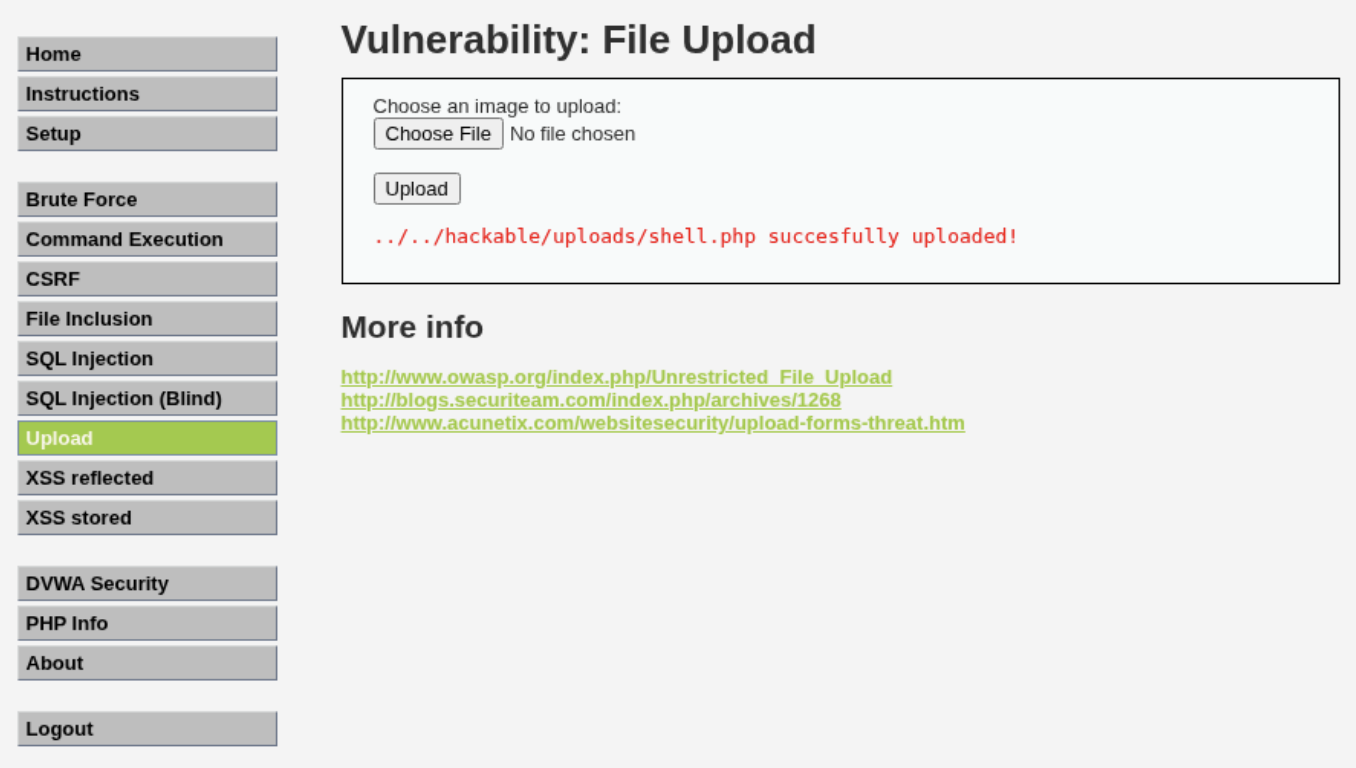 Home
Instructions
Setup
Brute Force
Command Execution
CSRF
File Inclusion
SQL Injection
SQL Injection (Blind)
Upload
XSS reflected
XSS stored
DVWA Security
PHP Info
About
Logout
Vulnerability: File Upload
Choose an image to upload:
Choose File No file chosen
Upload
../../hackable/uploads/shell.php succesfully uploaded!
More info
http://www.owasp.org/index.php/Unrestricted_File_Upload
http://blogs.securiteam.com/index.php/archives/1268
http://www.acunetix.com/websitesecurity/upload-forms-threat.htm